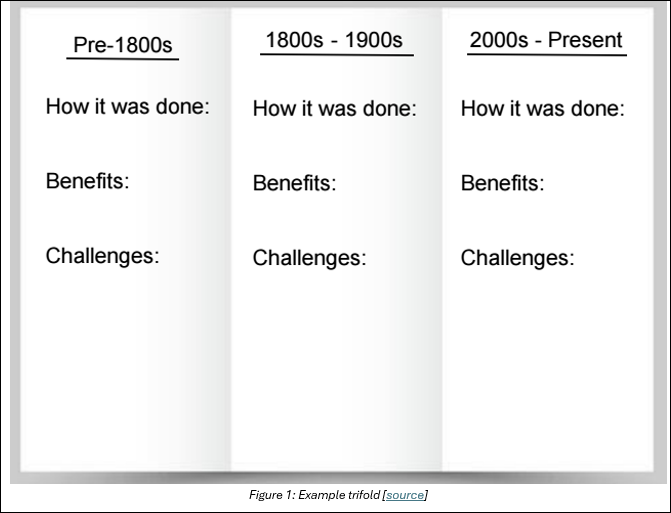 Pre-1800s
How it was done:
Benefits:
Challenges:
1800s - 1900s
How it was done:
Benefits:
Challenges:
2000s - Present
How it was done:
Benefits:
Challenges:
Figure 1: Example trifold [source]